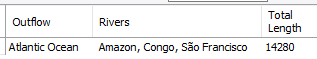 Outflow Rivers Total Length
Atlantic Ocean Amazon, Congo, São Francisco 14280